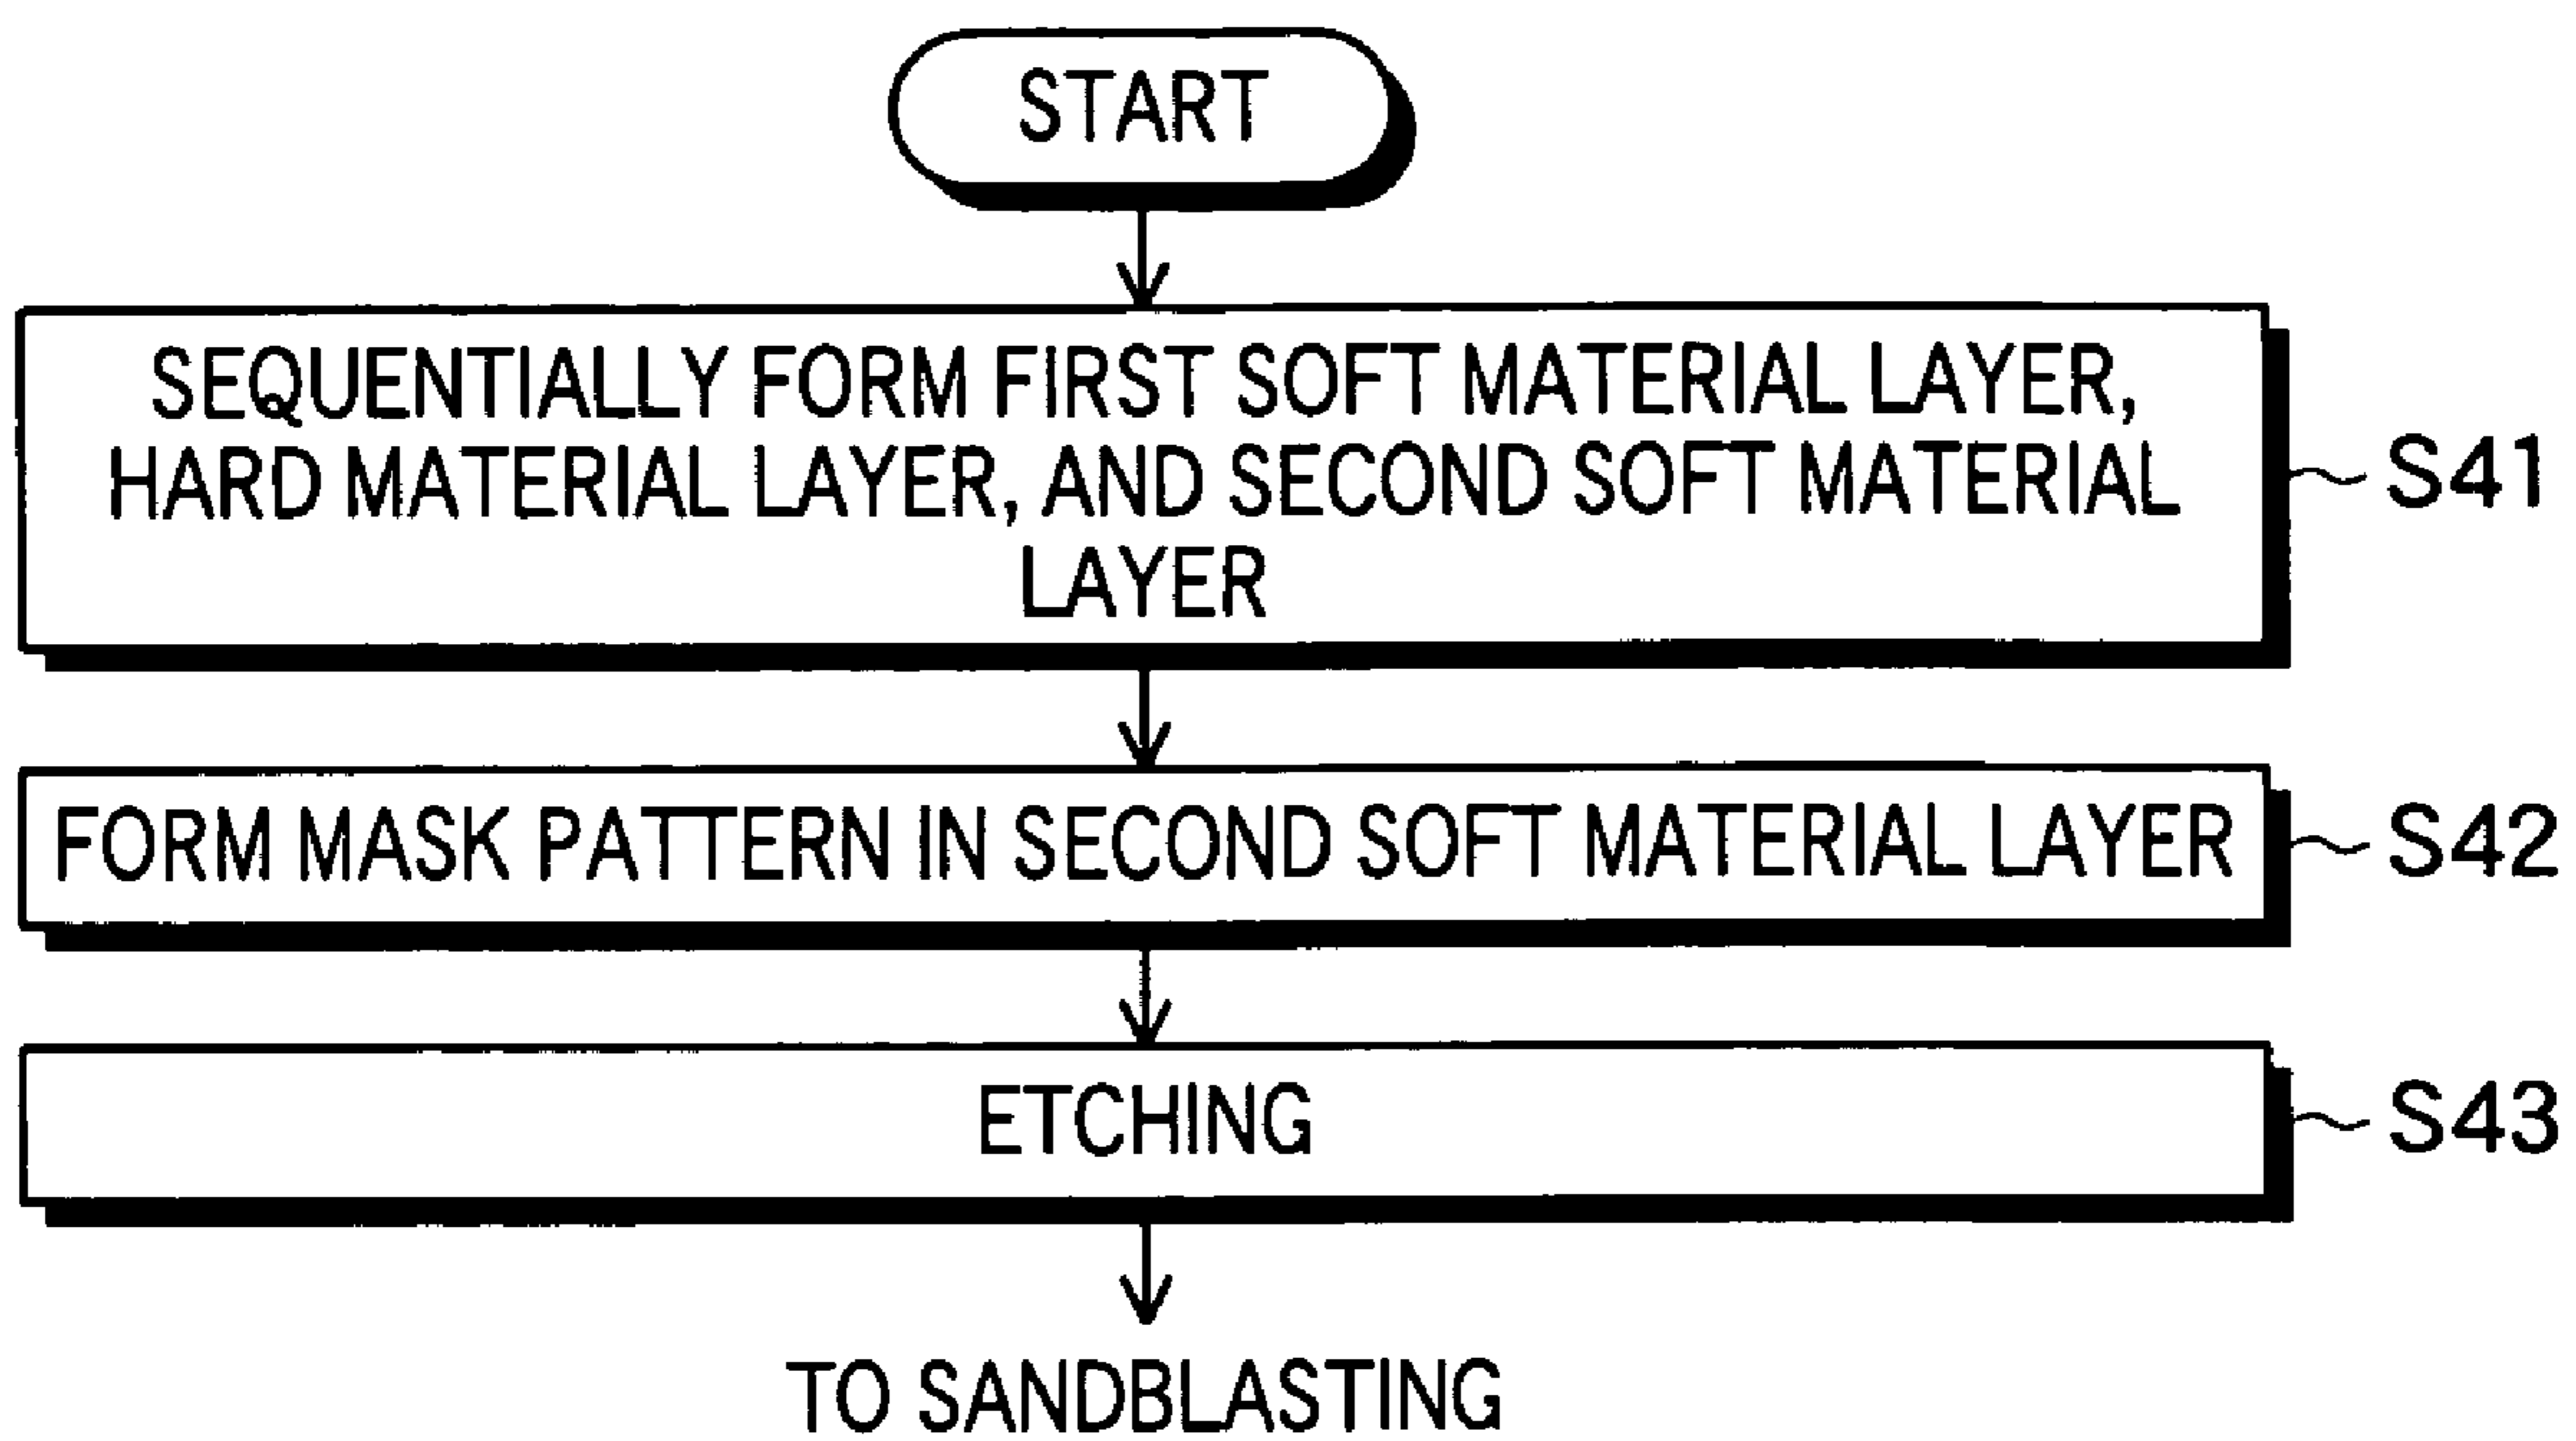 START
SEQUENTIALLY FORM FIRST SOFT MATERIAL LAYER,
HARD MATERIAL LAYER, AND SECOND SOFT MATERIAL
LAYER
S41
FORM MASK PATTERN IN SECOND SOFT MATERIAL LAYER
S42
ETCHING
S43
TO SANDBLASTING